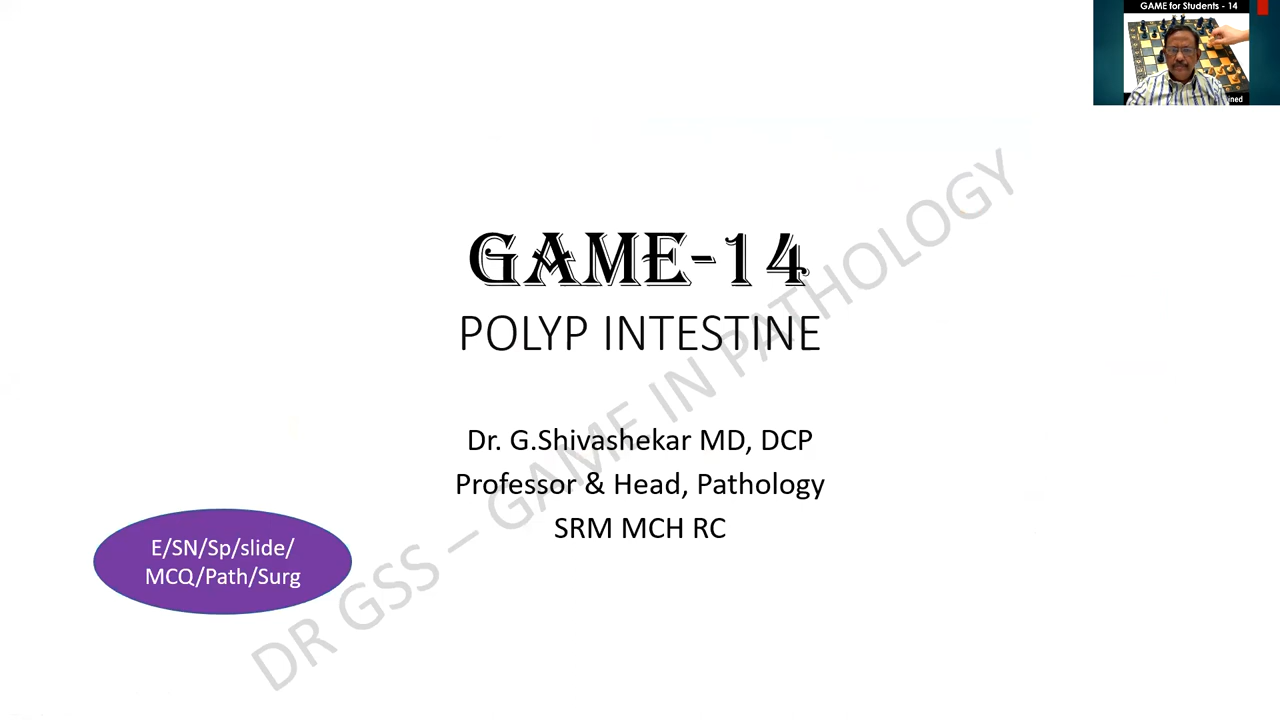 GAME for Students - 14
ined
GAME-14
POLYP INTESTINE
Dr. G.Shivashekar MD, DCP
Professor & Head, Pathology
SRM MCH RC
E/SN/Sp/slide/
MCQ/Path/Surg
DR GSS – GAME IN PATHOLOGY